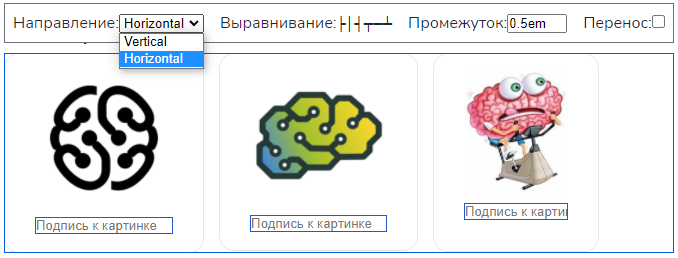 Направление: Horizontal Выравнивание: Промежуток: 0.5em Перенос:
Vertical
Horizontal
Подпись к картинке Подпись к картинке Подпись к карти